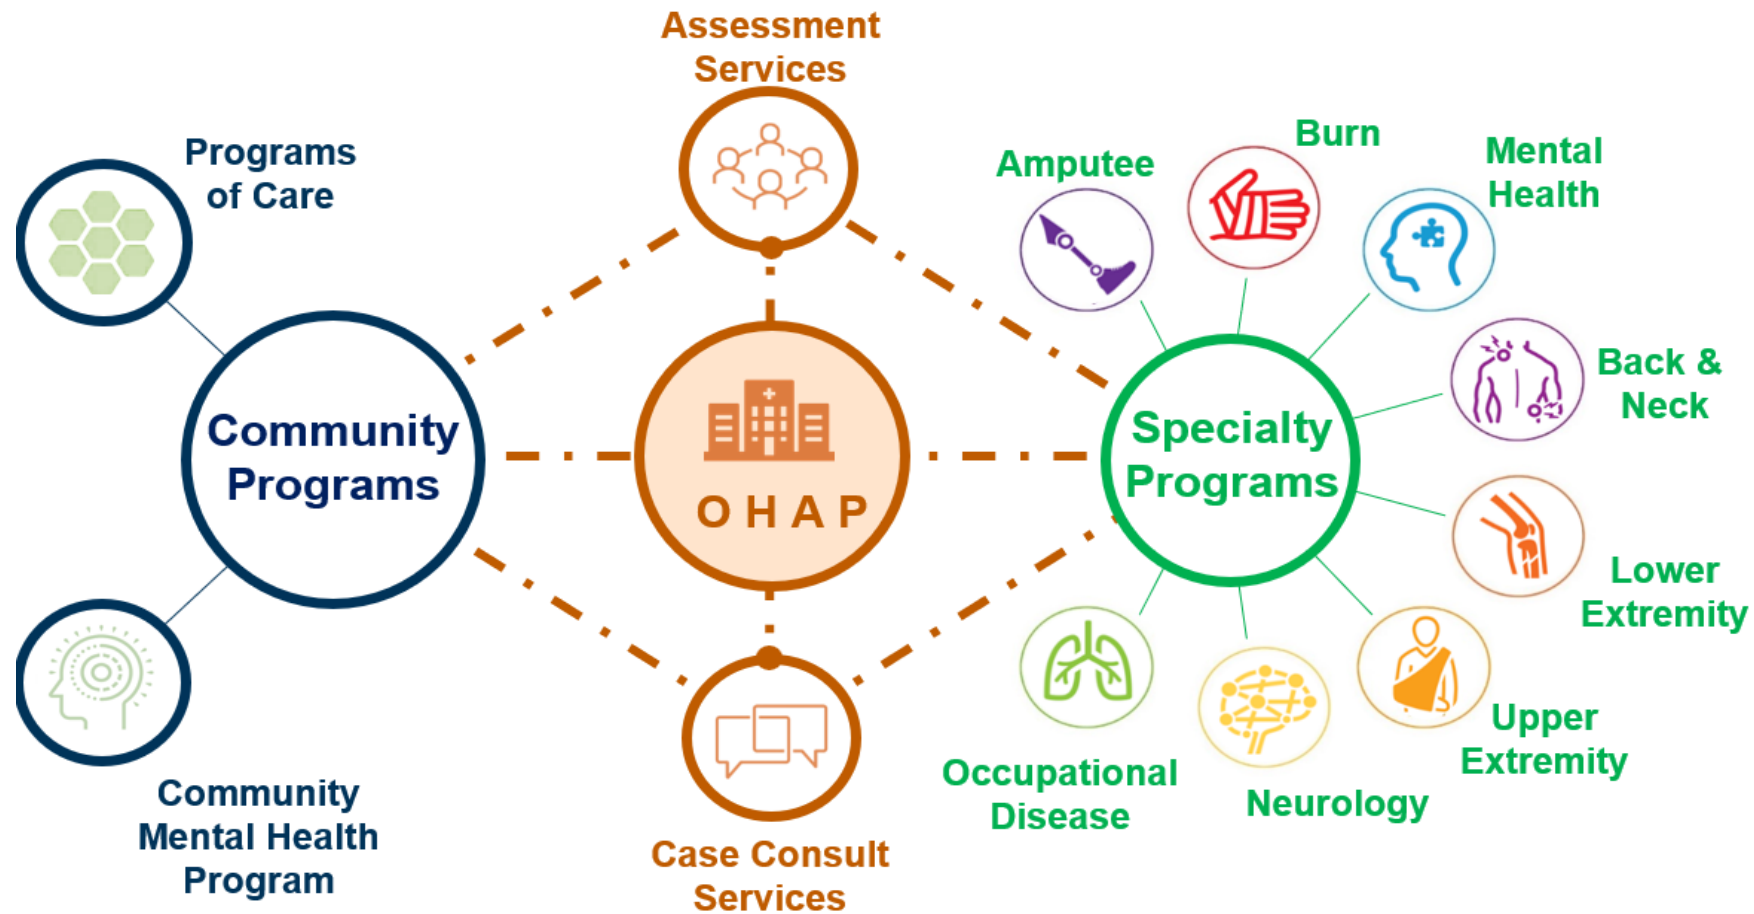 Assessment
Services
Programs
of Care
Community
Programs
Community
Mental Health
Program
O H A P
Case Consult
Services
Specialty
Programs
Amputee
Burn
Mental
Health
Back &
Neck
Lower
Extremity
Upper
Extremity
Neurology
Occupational
Disease